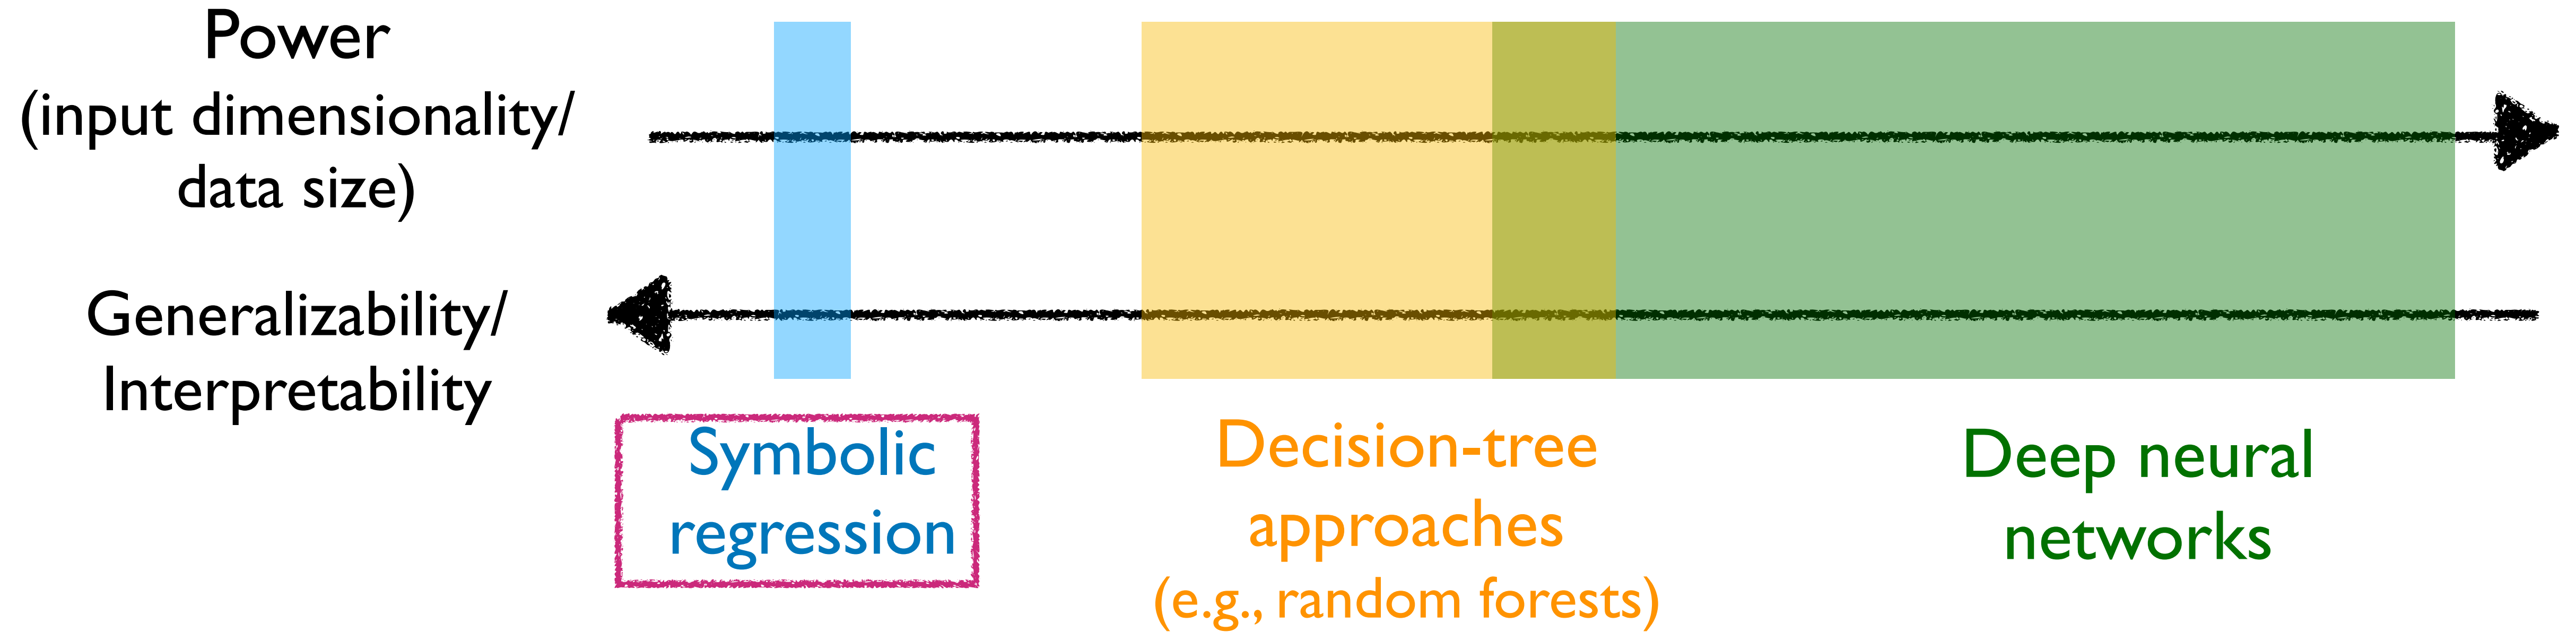 Power
(input dimensionality/
data size)
Generalizability/
Interpretability
Symbolic
regression
Decision-tree
approaches
(e.g., random forests)
Deep neural
networks